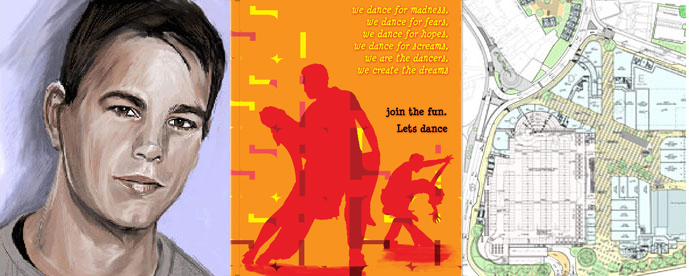 we dance for madness,
we dance for fears,
we dance for hopes,
we dance for screams,
we are the dancers,
we create the dreams
join the fun.
Lets dance